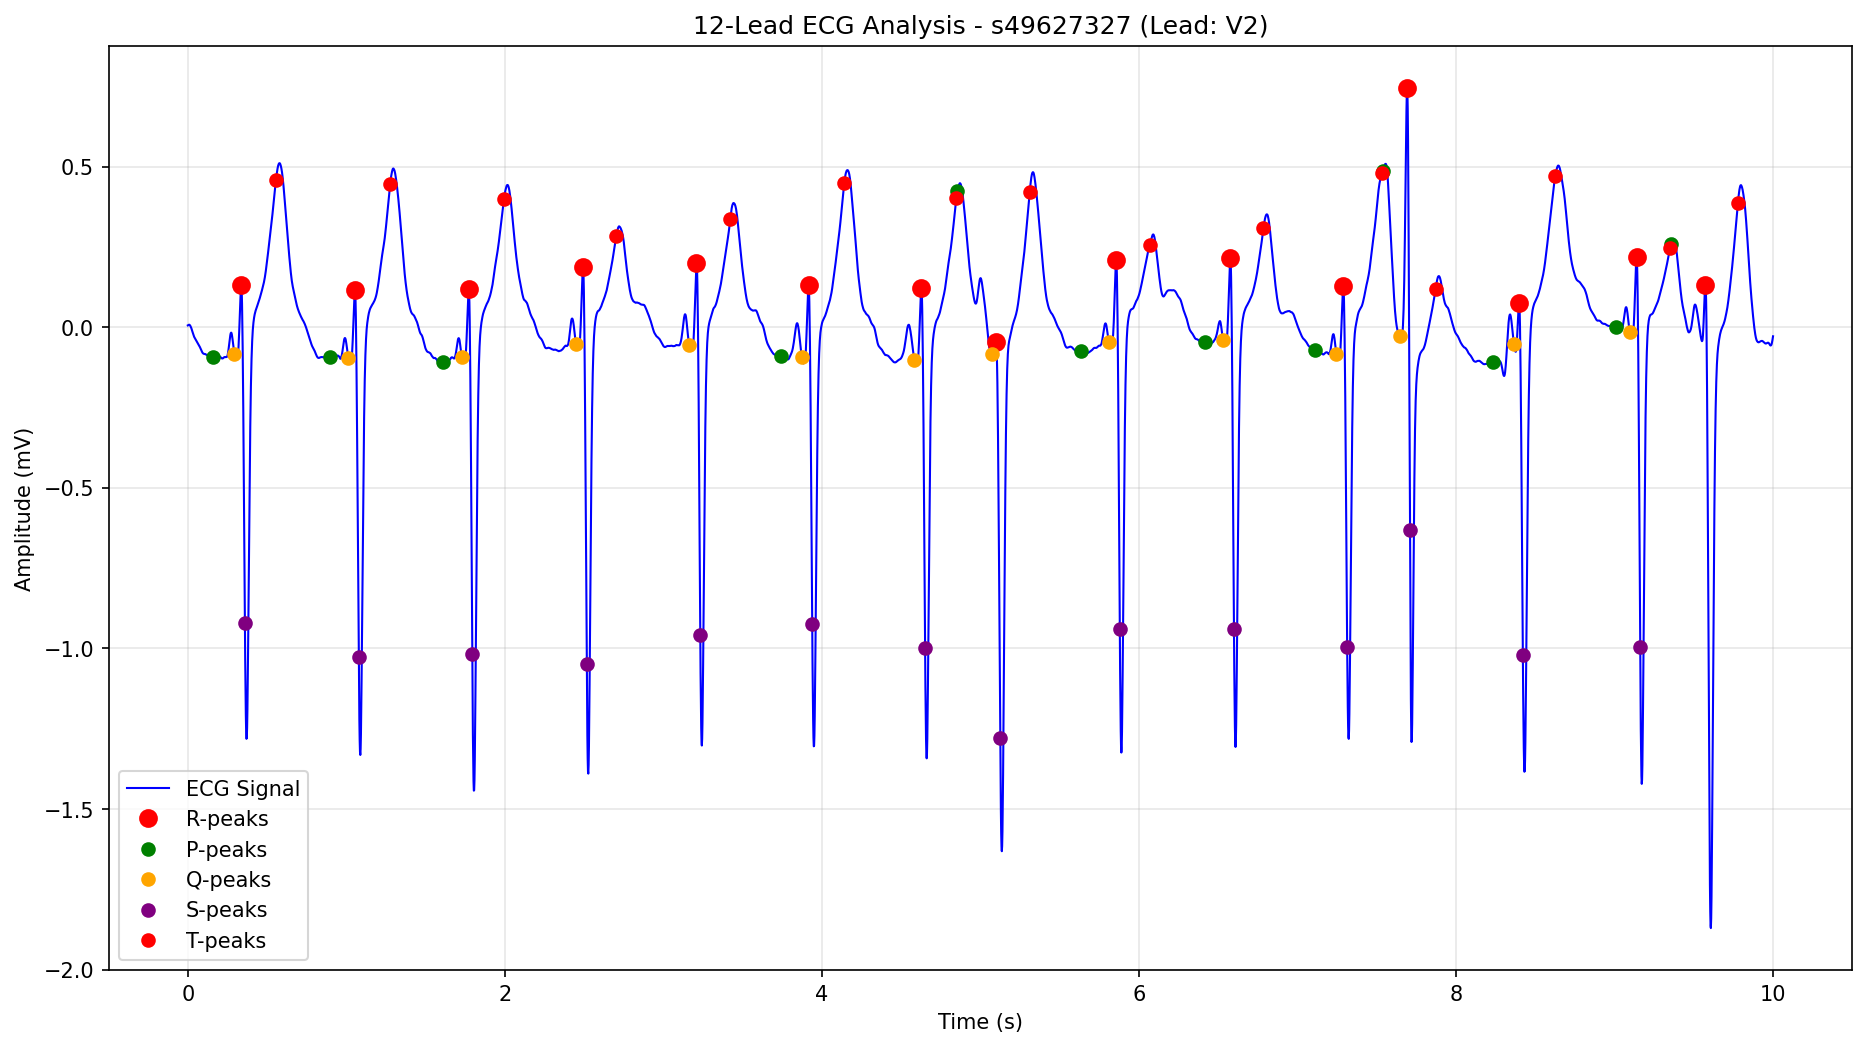 12-Lead ECG Analysis - s49627327 (Lead: V2)
0.5
0.0
−0.5
−1.0
−1.5
−2.0
Amplitude (mV)
ECG Signal
R-peaks
P-peaks
Q-peaks
S-peaks
T-peaks
0 2 4 6 8 10
Time (s)